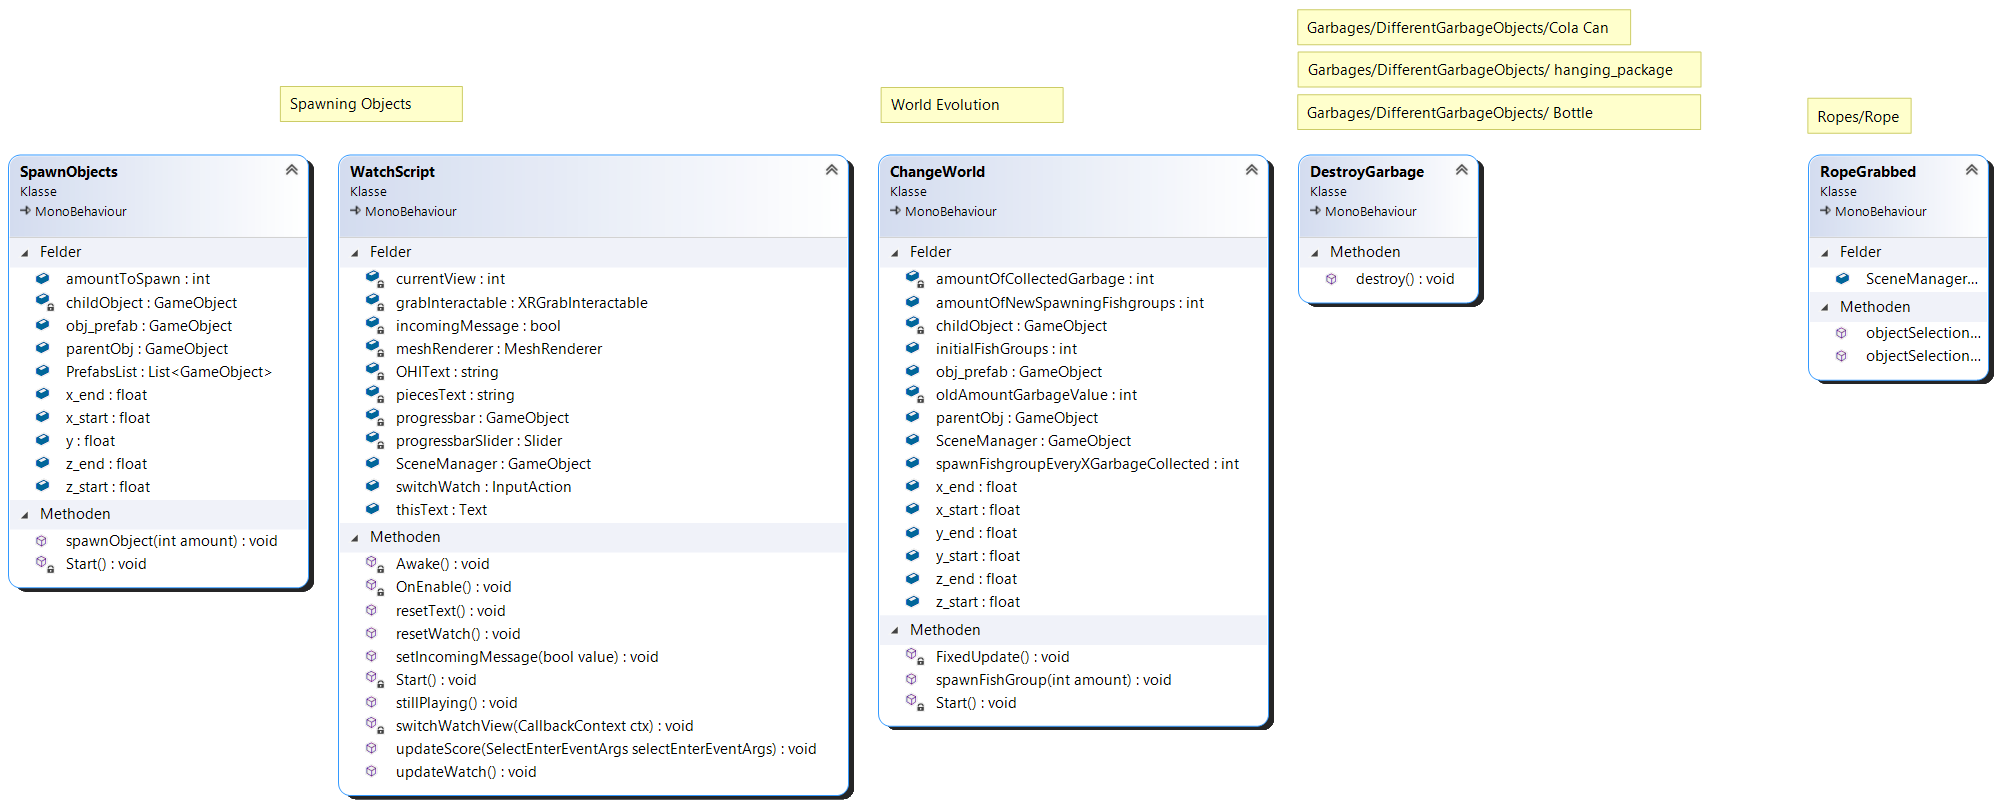 Garbages/DifferentGarbageObjects/Cola Can
Garbages/DifferentGarbageObjects/ hanging_package
Garbages/DifferentGarbageObjects/ Bottle
Spawning Objects
World Evolution
Ropes/Rope
SpawnObjects
Klasse
MonoBehaviour
Felder
amountToSpawn : int
childObject : GameObject
obj_prefab : GameObject
parentObj : GameObject
PrefabsList : List<GameObject>
x_end : float
x_start : float
y : float
z_end : float
z_start : float
Methoden
spawnObject(int amount) : void
Start() : void
WatchScript
Klasse
MonoBehaviour
Felder
currentView : int
grabInteractable : XRGrabInteractable
incomingMessage : bool
meshRenderer : MeshRenderer
OHIText : string
piecesText : string
progressbar : GameObject
progressbarSlider : Slider
SceneManager : GameObject
switchWatch : InputAction
thisText : Text
Methoden
Awake() : void
OnEnable() : void
resetText() : void
resetWatch() : void
setIncomingMessage(bool value) : void
Start() : void
stillPlaying() : void
switchWatchView(CallbackContext ctx) : void
updateScore(SelectEnterEventArgs selectEnterEventArgs) : void
updateWatch() : void
ChangeWorld
Klasse
MonoBehaviour
Felder
amountOfCollectedGarbage : int
amountOfNewSpawningFishgroups : int
childObject : GameObject
initialFishGroups : int
obj_prefab : GameObject
oldAmountGarbageValue : int
parentObj : GameObject
SceneManager : GameObject
spawnFishgroupEveryXGarbageCollected : int
x_end : float
x_start : float
y_end : float
y_start : float
z_end : float
z_start : float
Methoden
FixedUpdate() : void
spawnFishGroup(int amount) : void
Start() : void
DestroyGarbage
Klasse
MonoBehaviour
Methoden
destroy() : void
RopeGrabbed
Klasse
MonoBehaviour
Felder
SceneManager...
Methoden
objectSelection...
objectSelection...